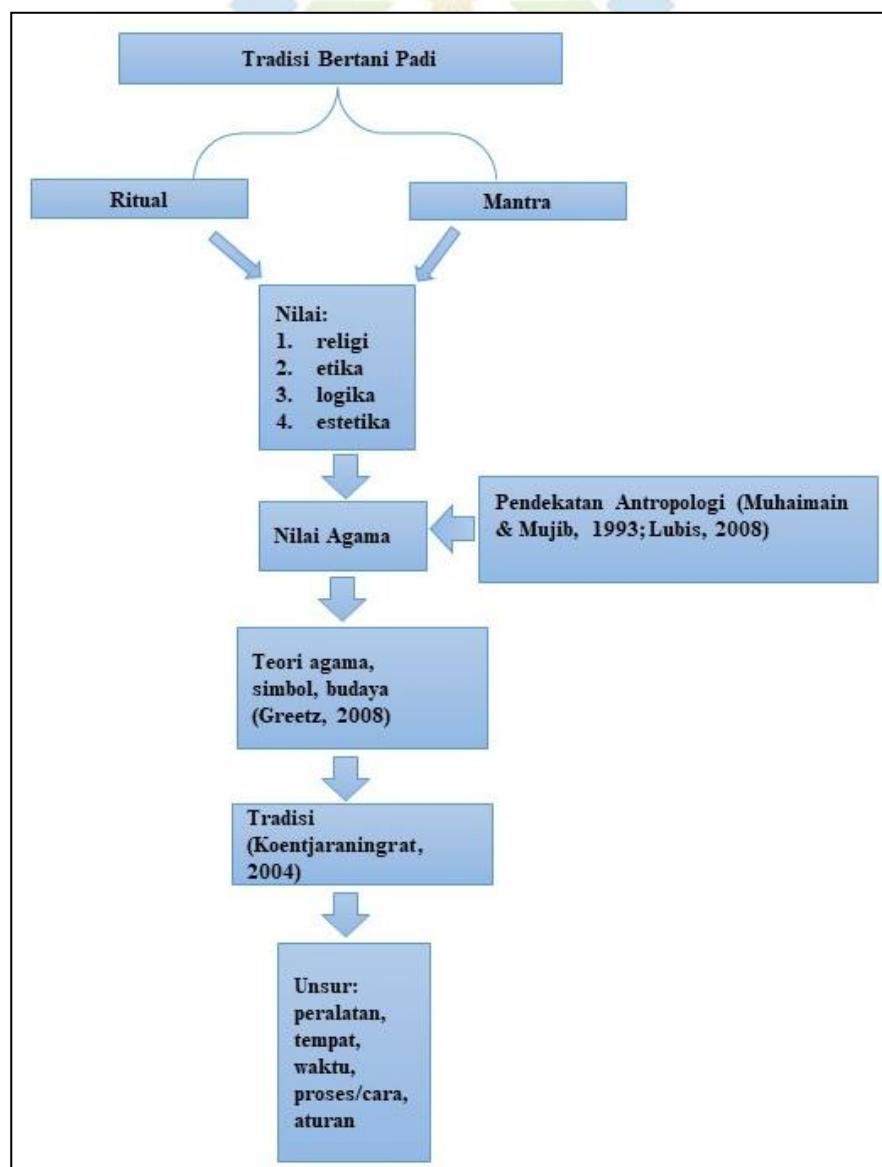 Tradisi Bertani Padi
Ritual
Mantra
Nilai:
1. religi
2. etika
3. logika
4. estetika
Nilai Agama
Pendekatan Antropologi (Muhaimain
& Mujib, 1993; Lubis, 2008)
Teori agama,
simbol, budaya
(Greetz, 2008)
Tradisi
(Koentjaraningrat,
2004)
Unsur:
peralatan,
tempat,
waktu,
proses/cara,
aturan